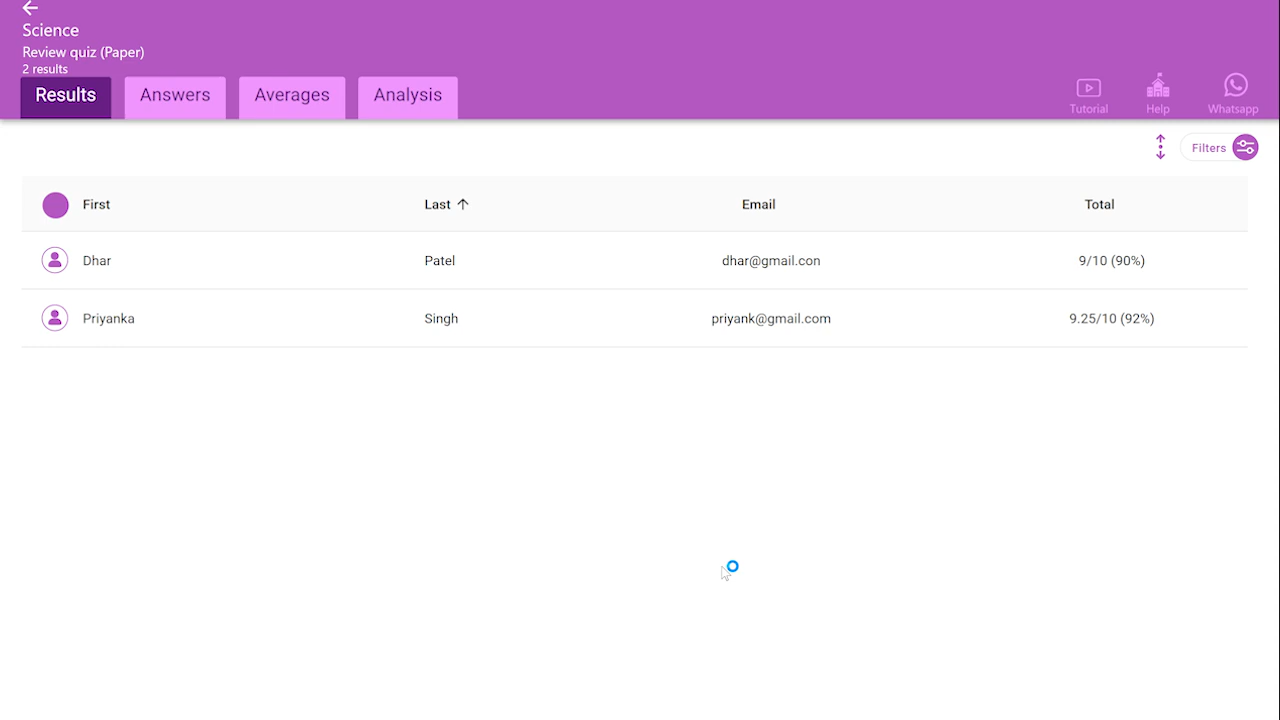 Science
Review quiz (Paper)
2 results
Results Answers Averages Analysis
Tutorial Help Whatsapp
Filters
First Last Email Total
Dhar Patel dhar@gmail.con 9/10 (90%)
Priyanka Singh priyank@gmail.com 9.25/10 (92%)